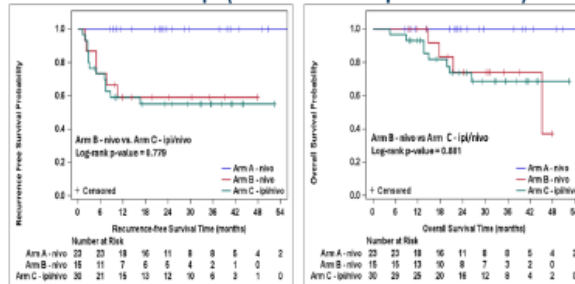 Recurrence Free Survival Probability
1.0
0.8
0.6
0.4
0.2
0.0
Arm B - nivo vs. Arm C - ipi/nivo
Log-rank p-value = 0.779
Arm A - nivo
Arm B - nivo
Arm C - ipi/nivo
+ Censored
0 6 12 18 24 30 36 42 48 54
Recurrence-free Survival Time (months)
Number at Risk
Arm A - nivo 23 23 18 16 11 8 8 5 4 2
Arm B - nivo 15 11 7 6 5 4 2 1 0
Arm C - ipi/nivo 30 21 15 13 12 10 6 3 1 0
Overall Survival Probability
1.0
0.8
0.6
0.4
0.2
0.0
Arm B - nivo vs Arm C - ipi/nivo
Log-rank p-value = 0.881
Arm A - nivo
Arm B - nivo
Arm C - ipi/nivo
+ Censored
0 6 12 18 24 30 36 42 48 54
Overall Survival Time (months)
Number at Risk
Arm A - nivo 23 23 18 16 11 8 8 5 4 2
Arm B - nivo 15 15 13 10 8 7 3 2 0
Arm C - ipi/nivo 30 29 25 20 16 12 8 4 2 0